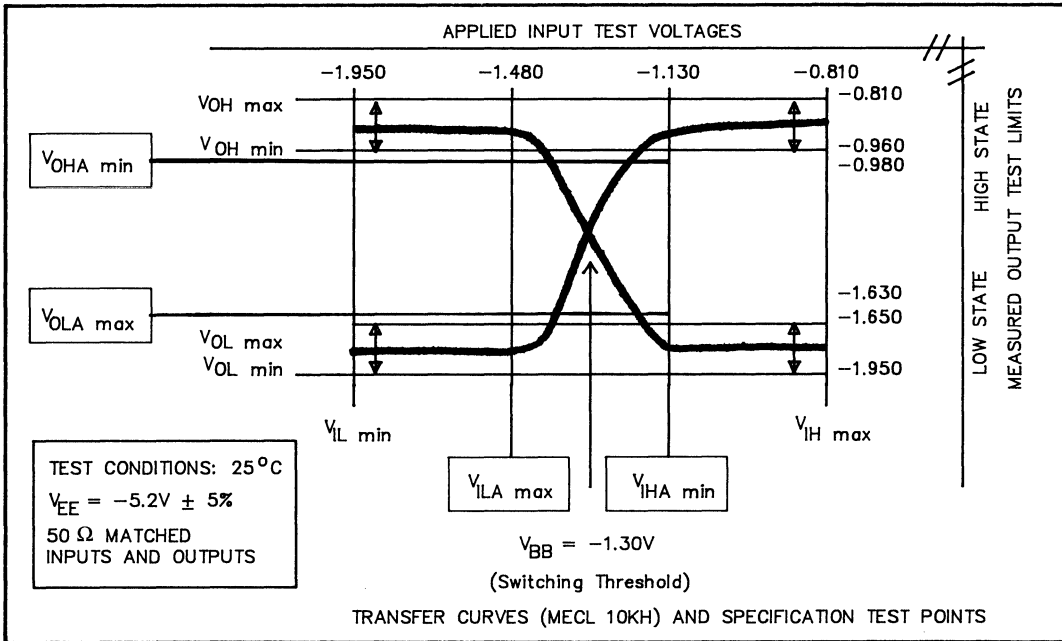 APPLIED INPUT TEST VOLTAGES
-1.950 -1.480 -1.130 -0.810
VOH max
-0.810
VOH min
-0.960
VOHA min
-0.980
HIGH STATE
LOW STATE
MEASURED OUTPUT TEST LIMITS
-1.630
VOLA max
-1.650
VOL max
VOL min
-1.950
VIL min
VIH max
TEST CONDITIONS: 25°C
VEE = -5.2V ± 5%
50 Ω MATCHED
INPUTS AND OUTPUTS
VILA max
VIHA min
VBB = -1.30V
(Switching Threshold)
TRANSFER CURVES (MECL 10KH) AND SPECIFICATION TEST POINTS